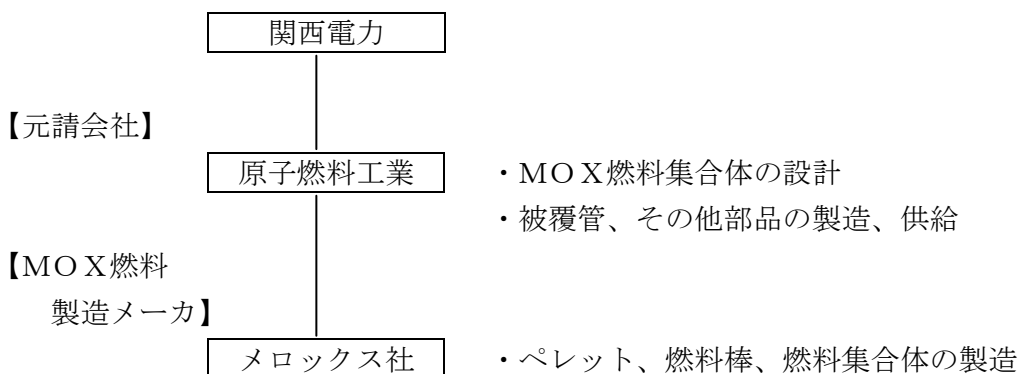 関西電力
【元請会社】
原子燃料工業 ・MOX燃料集合体の設計
・被覆管、その他部品の製造、供給
【MOX燃料
製造メーカ】
メロックス社 ・ペレット、燃料棒、燃料集合体の製造